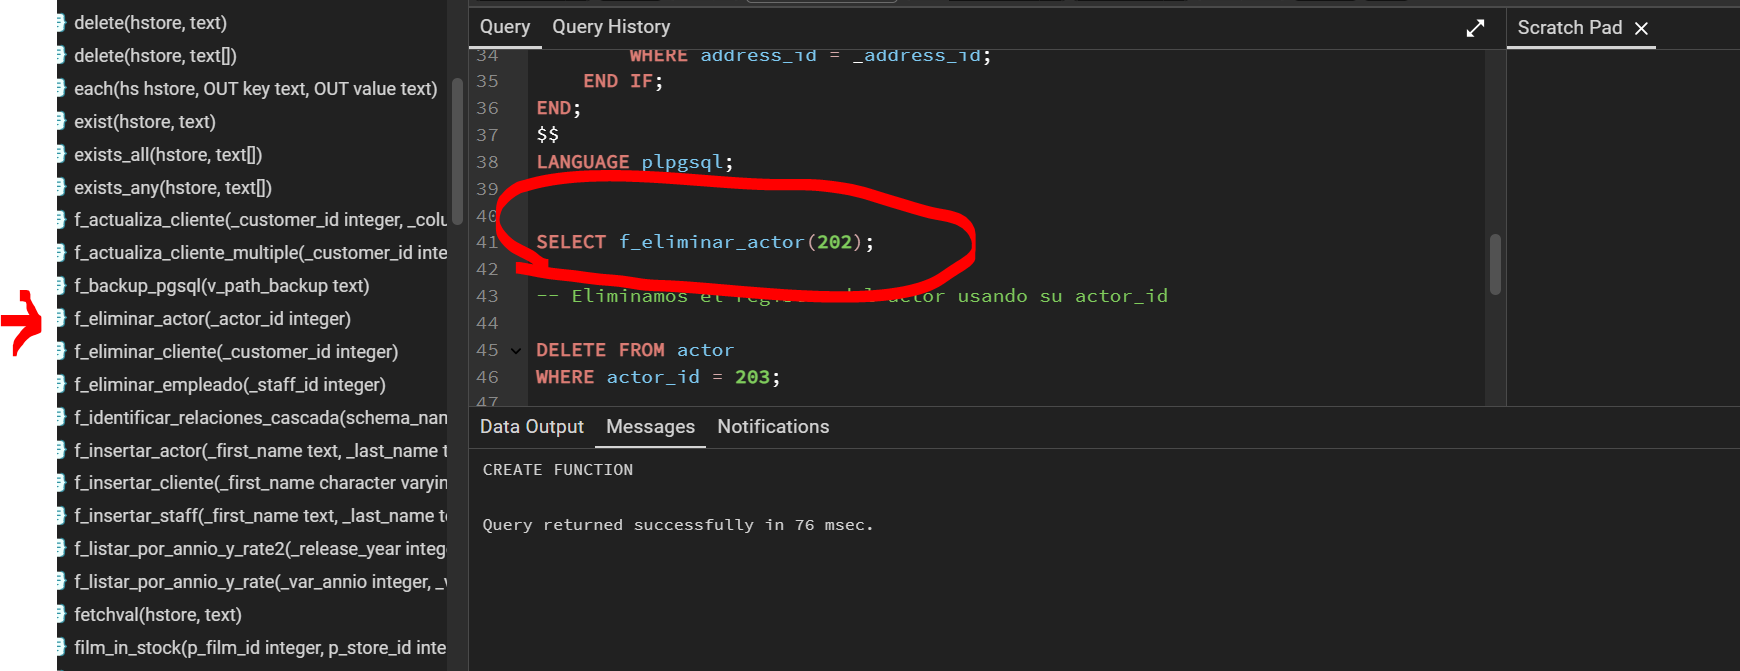 delete(hstore, text)
delete(hstore, text[])
each(hs hstore, OUT key text, OUT value text)
exist(hstore, text)
exists_all(hstore, text[])
exists_any(hstore, text[])
f_actualiza_cliente(_customer_id integer, _colu
f_actualiza_cliente_multiple(_customer_id inte
f_backup_pgsql(v_path_backup text)
f_eliminar_actor(_actor_id integer)
f_eliminar_cliente(_customer_id integer)
f_eliminar_empleado(_staff_id integer)
f_identificar_relaciones_cascada(schema_nam
f_insertar_actor(_first_name text, _last_name t
f_insertar_cliente(_first_name character varyin
f_insertar_staff(_first_name text, _last_name te
f_listar_por_annio_y_rate2(_release_year integ
f_listar_por_annio_y_rate(_var_annio integer, _v
fetchval(hstore, text)
film_in_stock(p_film_id integer, p_store_id inte
Query Query History
34 WHERE address_id = _address_id;
35 END IF;
36 END;
37 $$
38 LANGUAGE plpgsql;
39
40
41 SELECT f_eliminar_actor(202);
42
43 -- Eliminamos el actor usando su actor_id
44
45 DELETE FROM actor
46 WHERE actor_id = 203;
47
Scratch Pad
Data Output Messages Notifications
CREATE FUNCTION
Query returned successfully in 76 msec.